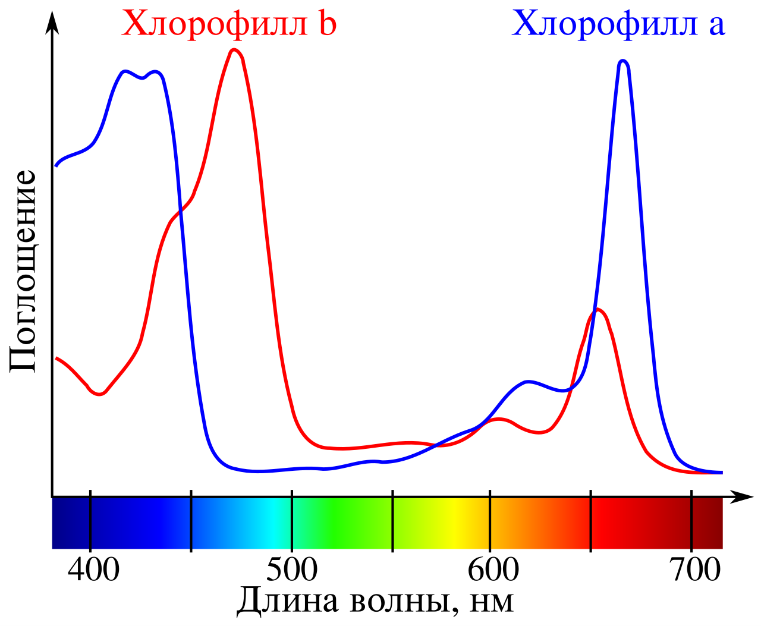 Хлорофилл b
Хлорофилл a
Поглощение
400 500 600 700
Длина волны, нм